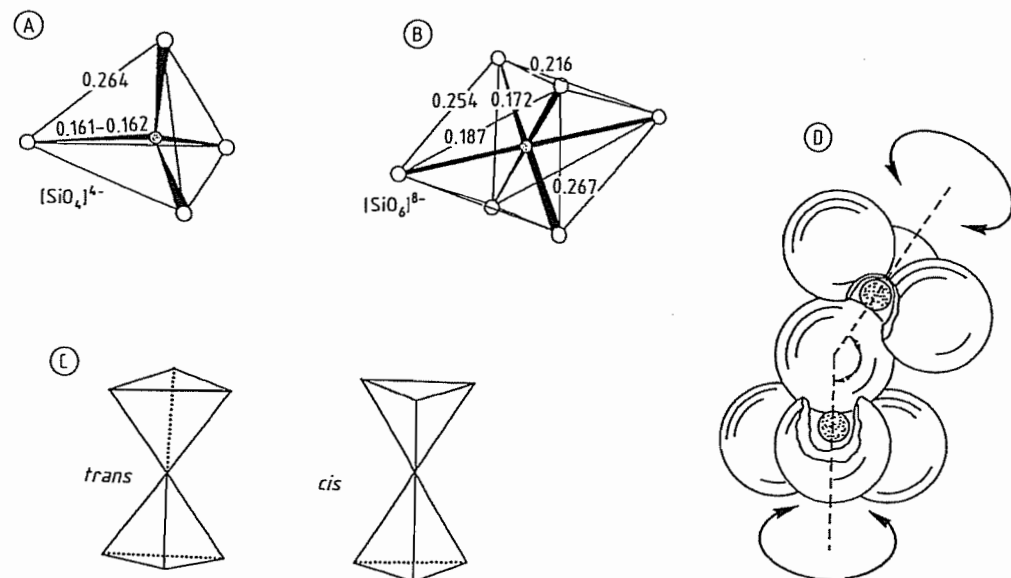 A
0.264
0.161–0.162
[SiO₄]⁴⁻
B
0.216
0.254
0.172
0.187
0.267
[SiO₆]⁸⁻
C
trans
cis
D